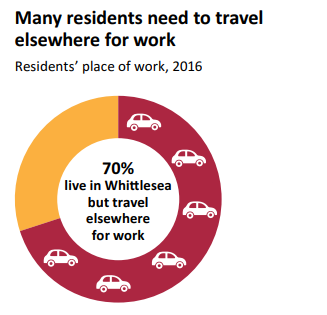 Many residents need to travel
elsewhere for work
Residents’ place of work, 2016
70%
live in Whittlesea
but travel
elsewhere
for work